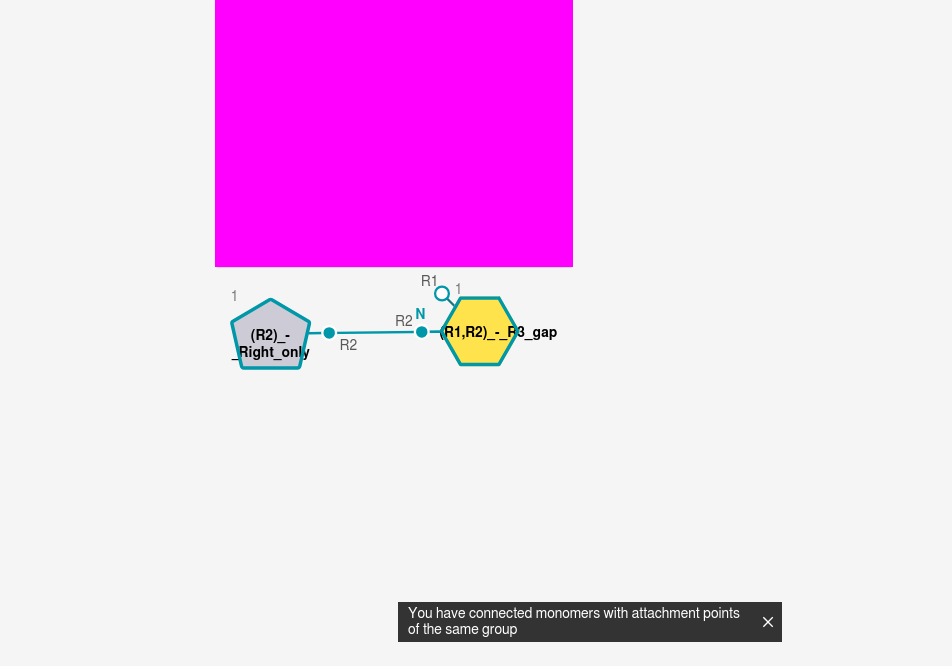 R1
1
1
N
R2
(R2)_-
_Right_only
(R1,R2)_-_R3_gap
R2
You have connected monomers with attachment points
of the same group